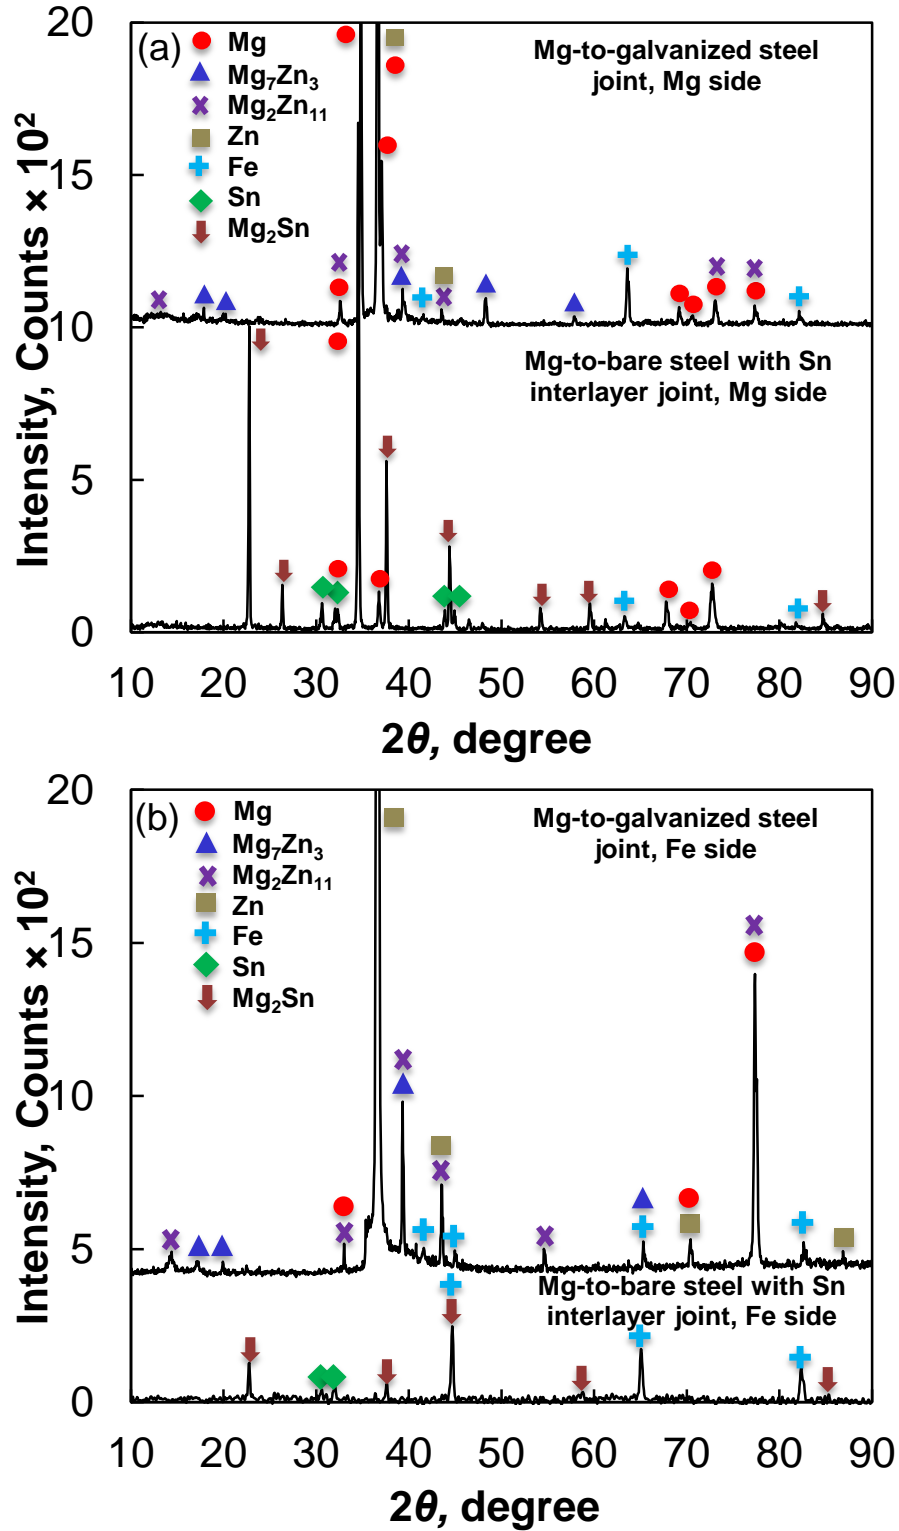 (a)
Mg
Mg₇Zn₃
Mg₂Zn₁₁
Zn
Fe
Sn
Mg₂Sn
Mg-to-galvanized steel
joint, Mg side
Mg-to-bare steel with Sn
interlayer joint, Mg side
Intensity, Counts × 10²
20
15
10
5
0
10 20 30 40 50 60 70 80 90
2θ, degree
(b)
Mg
Mg₇Zn₃
Mg₂Zn₁₁
Zn
Fe
Sn
Mg₂Sn
Mg-to-galvanized steel
joint, Fe side
Mg-to-bare steel with Sn
interlayer joint, Fe side
Intensity, Counts × 10²
20
15
10
5
0
10 20 30 40 50 60 70 80 90
2θ, degree